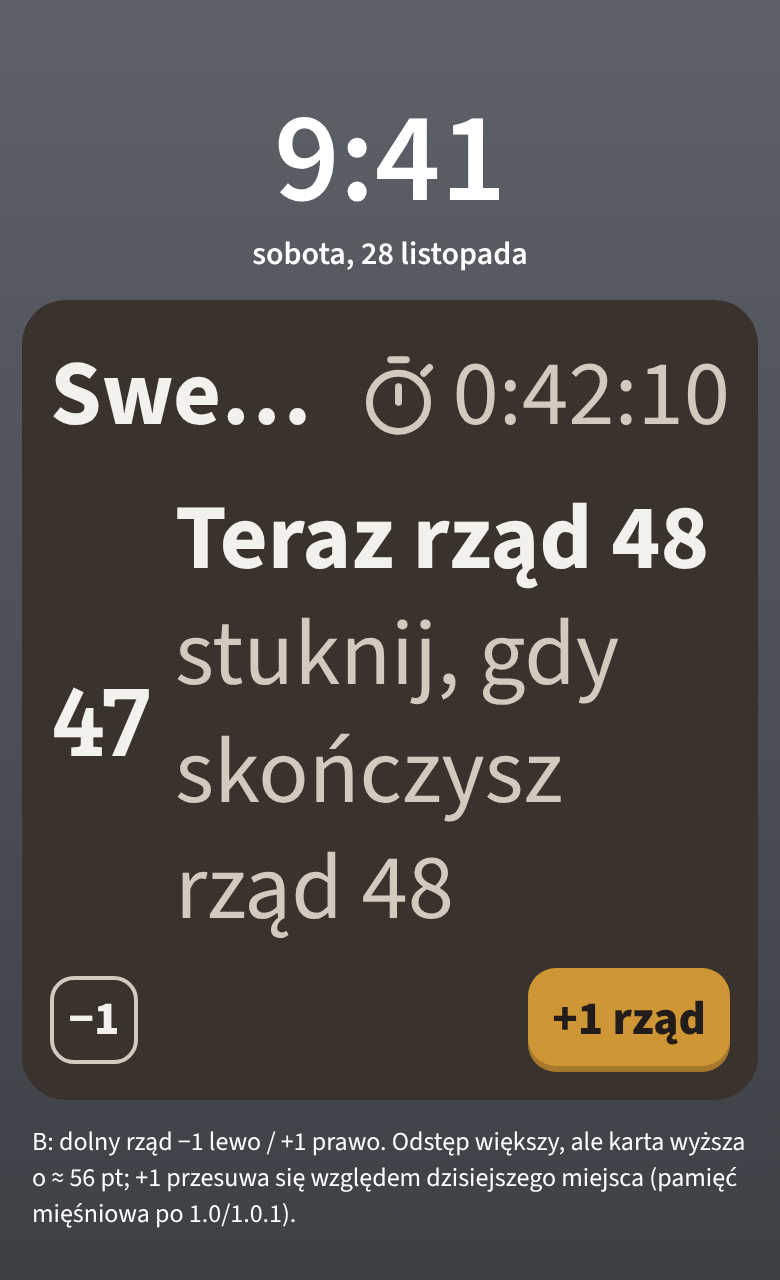 9:41
sobota, 28 listopada
Swe...
0:42:10
Teraz rząd 48
stuknij, gdy
skończysz
rząd 48
47
−1
+1 rząd
B: dolny rząd −1 lewo / +1 prawo. Odstęp większy, ale karta wyższa
o ≈ 56 pt; +1 przesuwa się względem dzisiejszego miejsca (pamięć
mięśniowa po 1.0/1.0.1).